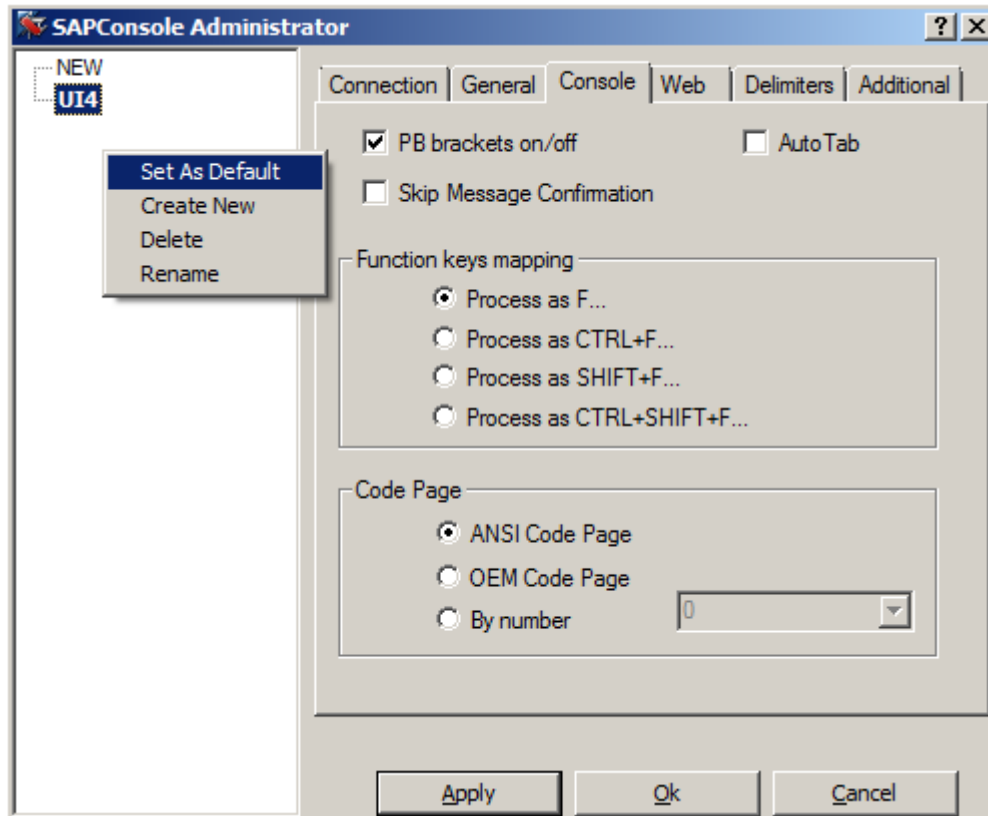 SAPConsole Administrator
NEW
UI4
Set As Default
Create New
Delete
Rename
Connection General Console Web Delimiters Additional
PB brackets on/off AutoTab
Skip Message Confirmation
Function keys mapping
Process as F...
Process as CTRL+F...
Process as SHIFT+F...
Process as CTRL+SHIFT+F...
Code Page
ANSI Code Page
OEM Code Page
By number 0
Apply Ok Cancel